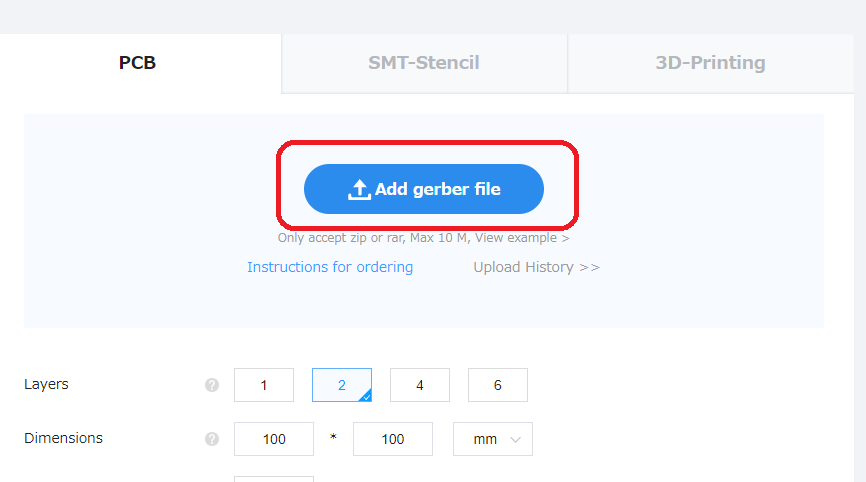 PCB SMT-Stencil 3D-Printing
Add gerber file
Only accept zip or rar, Max 10 M, View example >
Instructions for ordering Upload History >>
Layers ? 1 2 4 6
Dimensions ? 100 * 100 mm